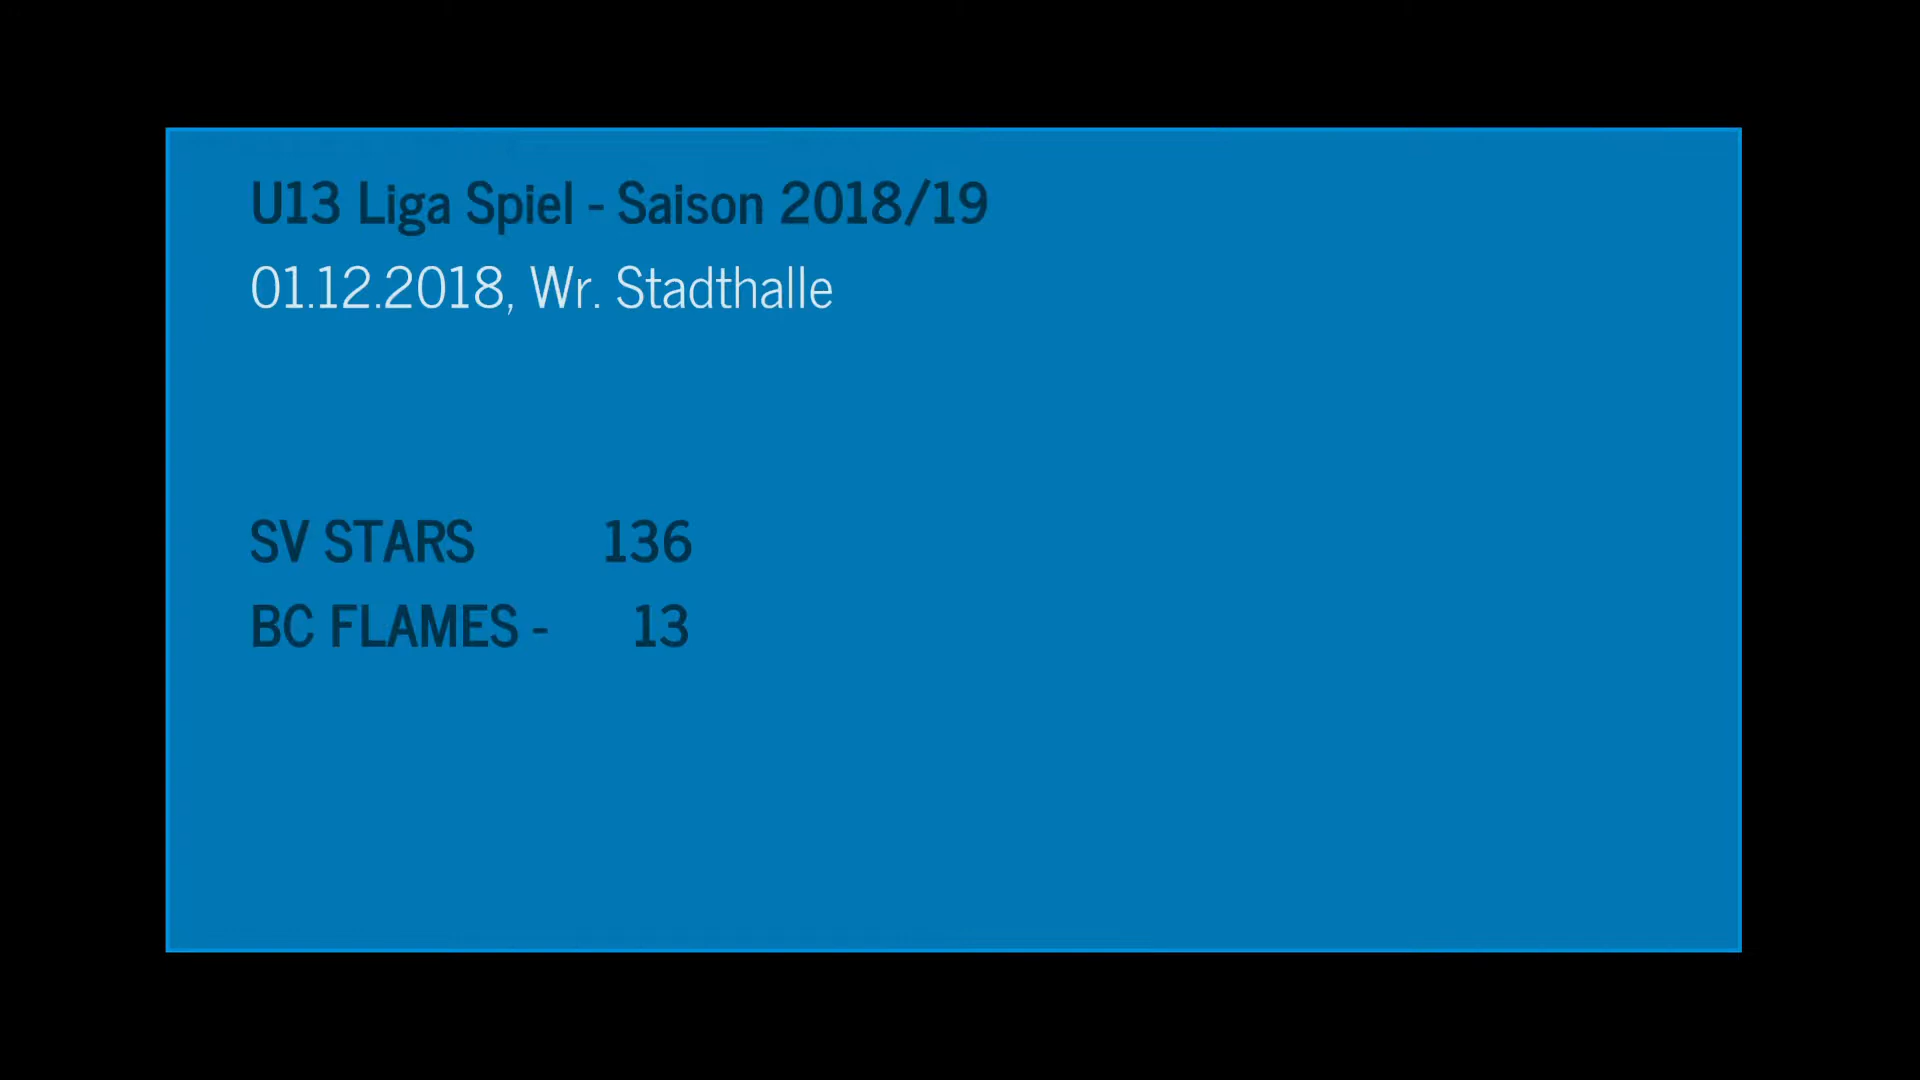 U13 Liga Spiel - Saison 2018/19
01.12.2018, Wr. Stadthalle
SV STARS 136
BC FLAMES - 13